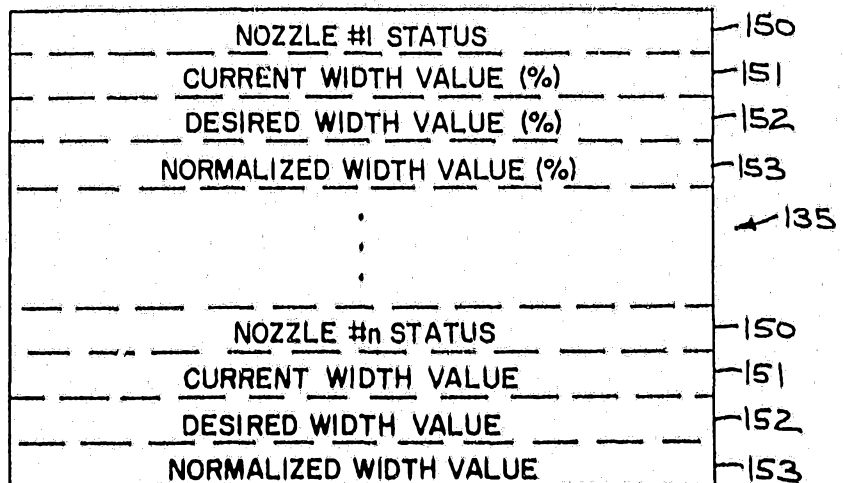 NOZZLE #1 STATUS 150
CURRENT WIDTH VALUE (%) 151
DESIRED WIDTH VALUE (%) 152
NORMALIZED WIDTH VALUE (%) 153
135
NOZZLE #n STATUS 150
CURRENT WIDTH VALUE 151
DESIRED WIDTH VALUE 152
NORMALIZED WIDTH VALUE 153